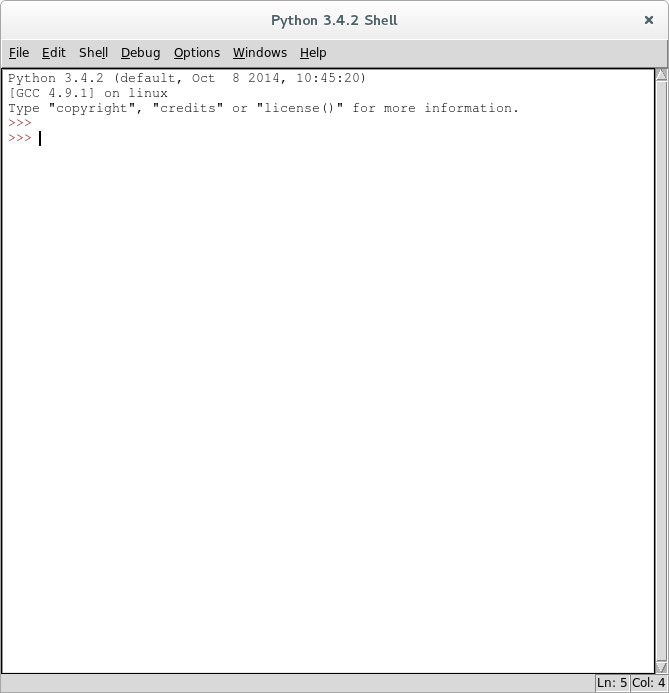 Python 3.4.2 Shell
File Edit Shell Debug Options Windows Help
Python 3.4.2 (default, Oct  8 2014, 10:45:20)
[GCC 4.9.1] on linux
Type "copyright", "credits" or "license()" for more information.
>>>
>>>
Ln: 5 Col: 4